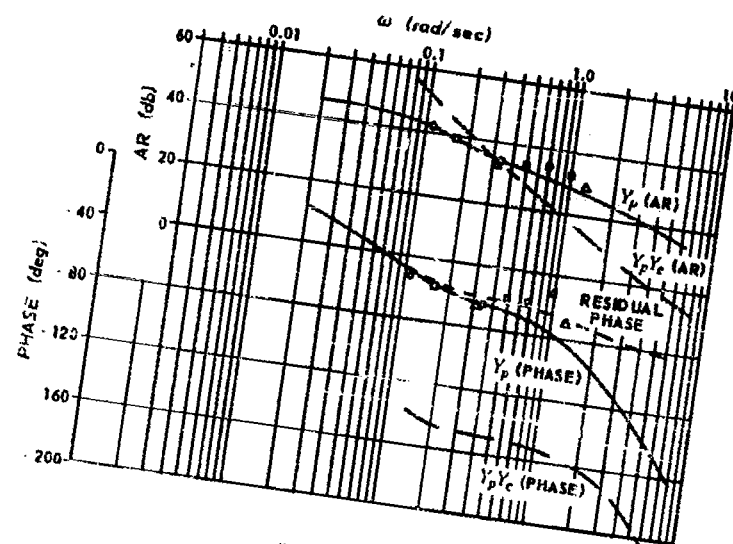 ω (rad/sec)
0.01
0.1
1.0
10
60
40
20
0
AR (db)
0
40
80
120
160
200
PHASE (deg)
Yp (AR)
YpYc (AR)
RESIDUAL
PHASE
Yp (PHASE)
YpYc (PHASE)